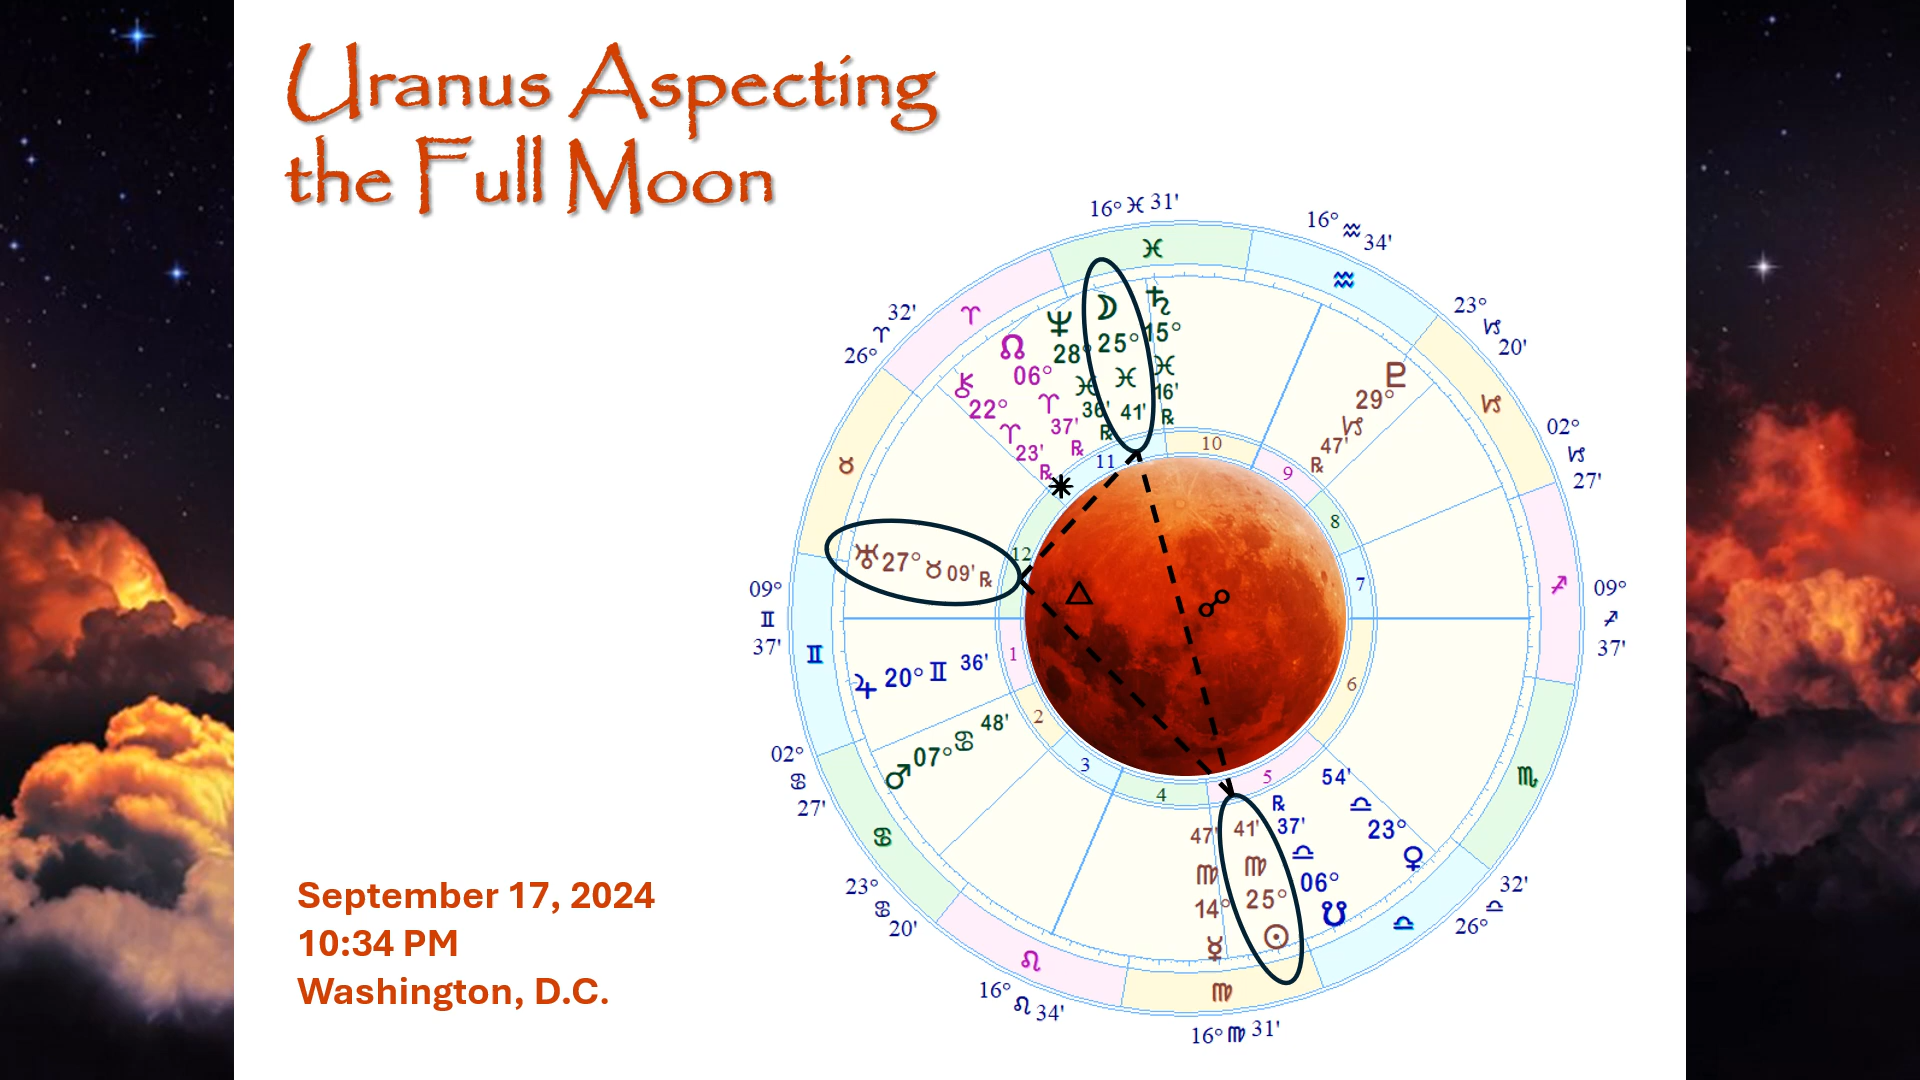 Uranus Aspecting
the Full Moon
16° ♓ 31'
16° ♒ 34'
23° ♑ 20'
02° ♑ 27'
09° ♐ 37'
26° ♎ 32'
16° ♍ 31'
16° ♌ 34'
23° ♋ 20'
02° ♋ 27'
09° ♊ 37'
26° ♈ 32'
♓
♒
♑
♐
♏
♎
♍
♌
♋
♊
♉
♈
☽ 25° ♓ 41'
♄ 15° ♓ 16' ℞
♆ 28° ♓ 36' ℞
☊ 06° ♈ 37' ℞
⚷ 22° ♈ 23' ℞
♅ 27° ♉ 09' ℞
♃ 20° ♊ 36'
♂ 07° ♋ 48'
☿ 14° ♍ 47'
☉ 25° ♍ 41'
☋ 06° ♎ 37' ℞
♀ 23° ♎ 54'
♇ 29° ♑ 47' ℞
1
2
3
4
5
6
7
8
9
10
11
12
September 17, 2024
10:34 PM
Washington, D.C.